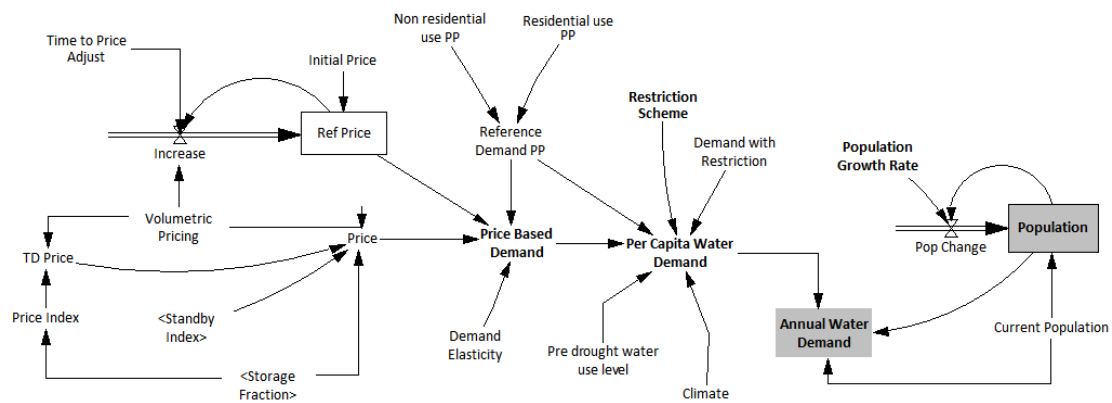 Non residential
use PP
Residential use
PP
Time to Price
Adjust
Initial Price
Restriction
Scheme
Ref Price
Reference
Demand PP
Demand with
Restriction
Increase
Population
Growth Rate
Volumetric
Pricing
Price
Price Based
Demand
Per Capita Water
Demand
Pop Change
Population
TD Price
Price Index
<Standby
Index>
Demand
Elasticity
Pre drought water
use level
Annual Water
Demand
Current Population
<Storage
Fraction>
Climate